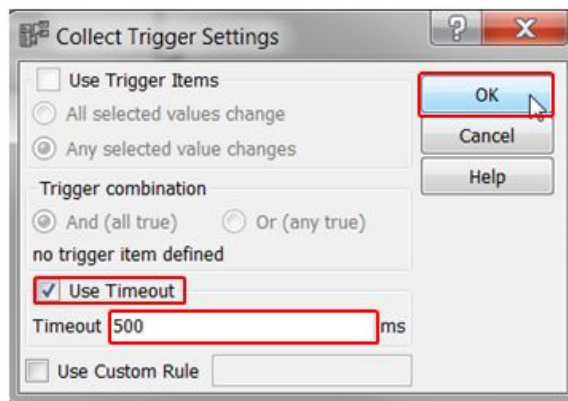 Collect Trigger Settings
?
X
Use Trigger Items
All selected values change
Any selected value changes
OK
Cancel
Help
Trigger combination
And (all true) Or (any true)
no trigger item defined
Use Timeout
Timeout 500 ms
Use Custom Rule